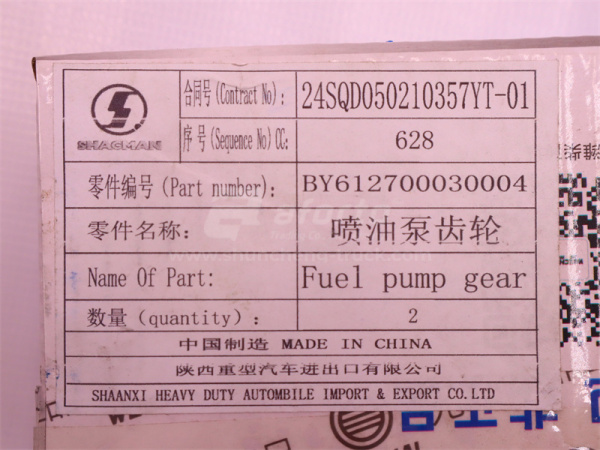 SHACMAN
合同号(Contract No): 24SQD050210357YT-01
序号(Sequence No)CC: 628
零件编号(Part number): BY612700030004
零件名称: 喷油泵齿轮
Name Of Part: Fuel pump gear
数量(quantity): 2
中国制造 MADE IN CHINA
陕西重型汽车进出口有限公司
SHAANXI HEAVY DUTY AUTOMBILE IMPORT & EXPORT CO.LTD